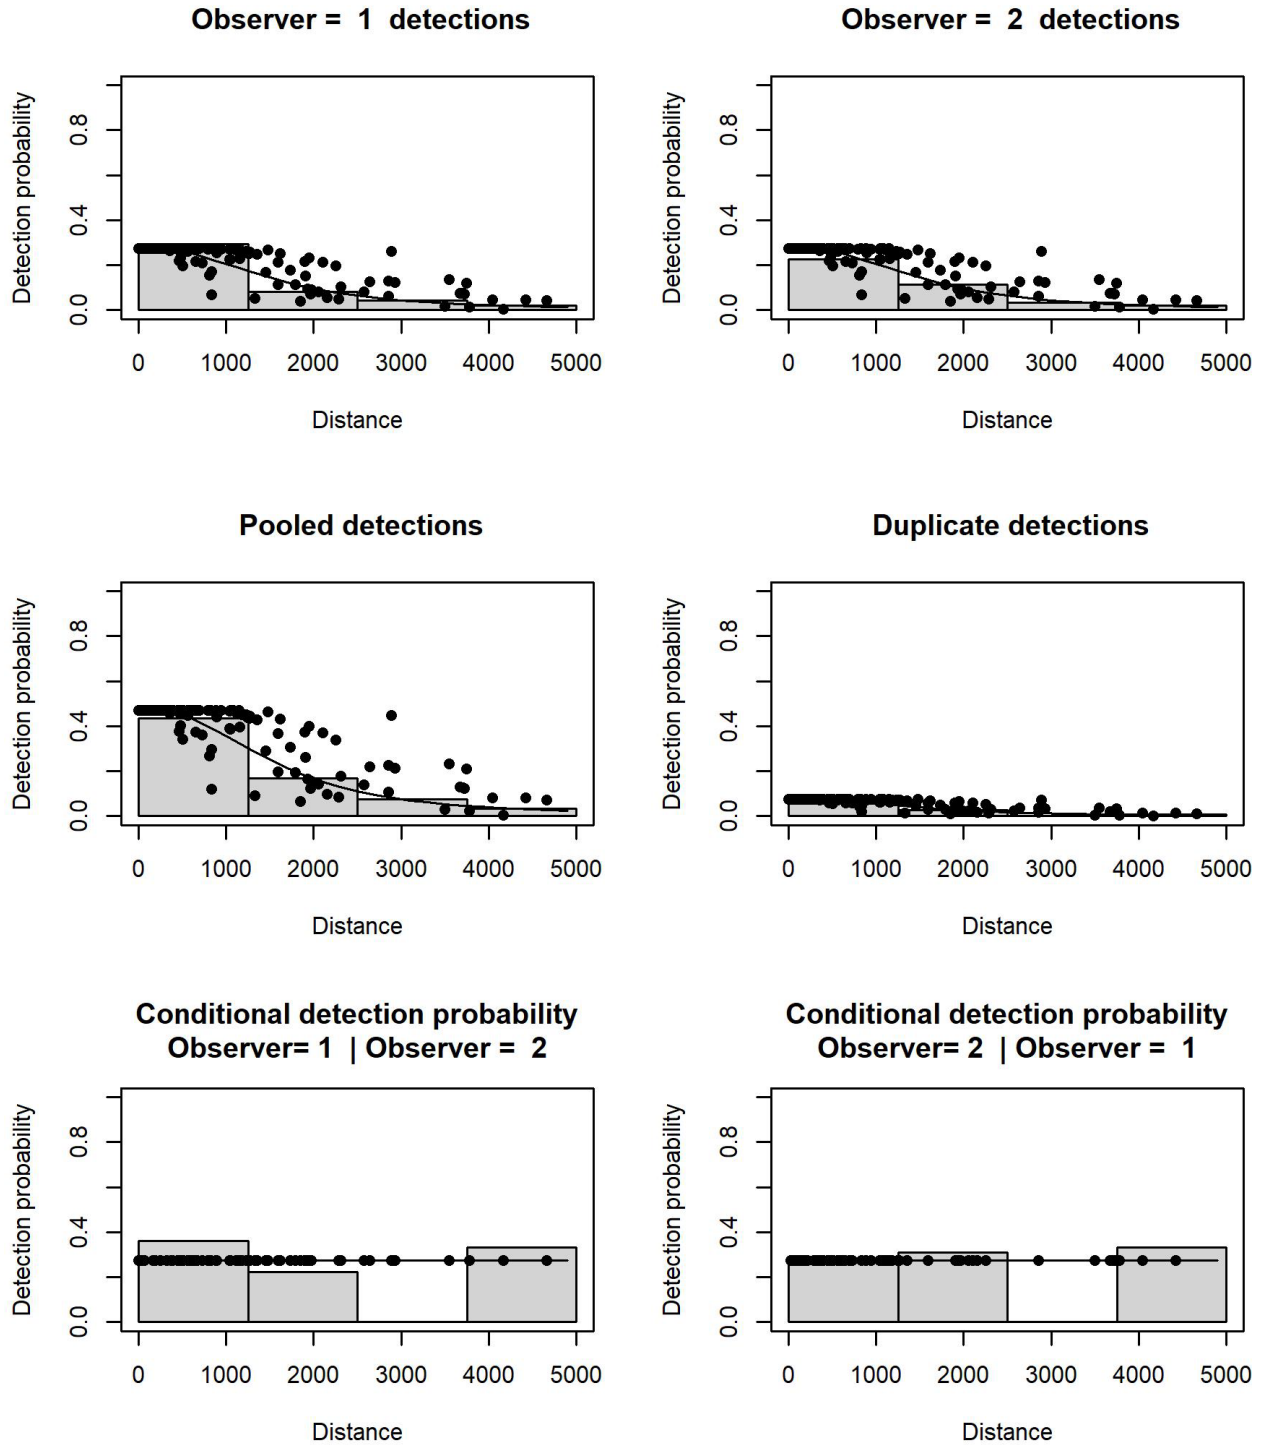 Observer = 1 detections
Detection probability
0.0 0.4 0.8
0 1000 2000 3000 4000 5000
Distance
Observer = 2 detections
Detection probability
0.0 0.4 0.8
0 1000 2000 3000 4000 5000
Distance
Pooled detections
Detection probability
0.0 0.4 0.8
0 1000 2000 3000 4000 5000
Distance
Duplicate detections
Detection probability
0.0 0.4 0.8
0 1000 2000 3000 4000 5000
Distance
Conditional detection probability
Observer= 1 | Observer = 2
Detection probability
0.0 0.4 0.8
0 1000 2000 3000 4000 5000
Distance
Conditional detection probability
Observer= 2 | Observer = 1
Detection probability
0.0 0.4 0.8
0 1000 2000 3000 4000 5000
Distance